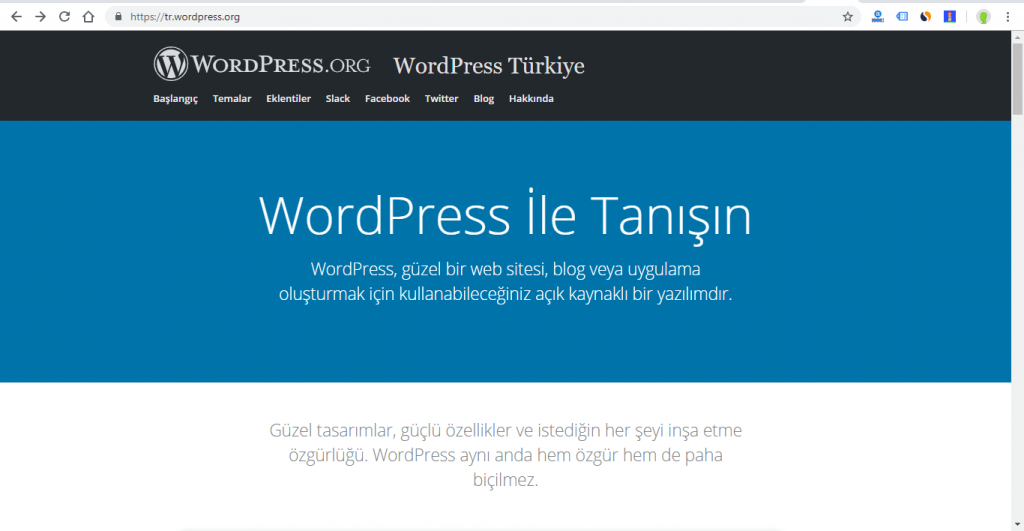 https://tr.wordpress.org
WORDPRESS.ORG WordPress Türkiye
Başlangıç Temalar Eklentiler Slack Facebook Twitter Blog Hakkında
WordPress İle Tanışın
WordPress, güzel bir web sitesi, blog veya uygulama
oluşturmak için kullanabileceğiniz açık kaynaklı bir yazılımdır.
Güzel tasarımlar, güçlü özellikler ve istediğin her şeyi inşa etme
özgürlüğü. WordPress aynı anda hem özgür hem de paha
biçilmez.